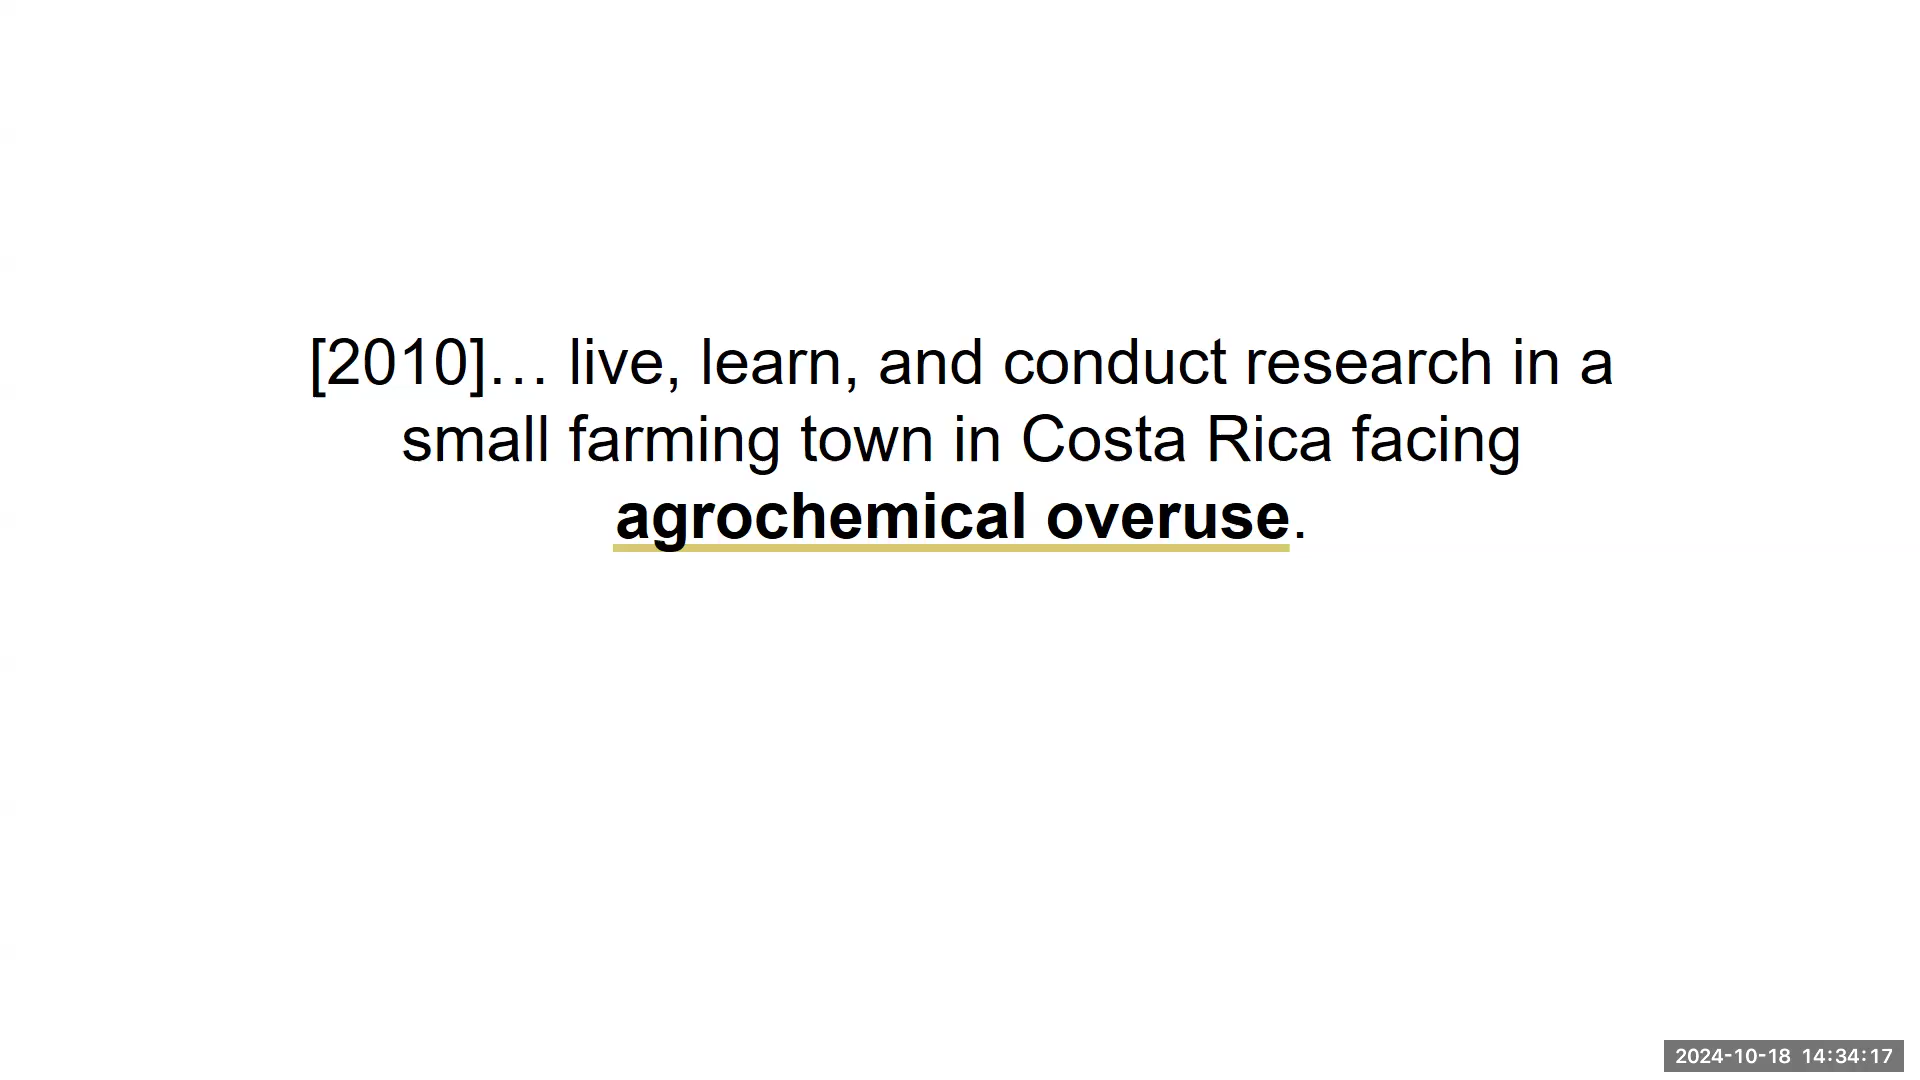 [2010]… live, learn, and conduct research in a
small farming town in Costa Rica facing
agrochemical overuse.
2024-10-18 14:34:17